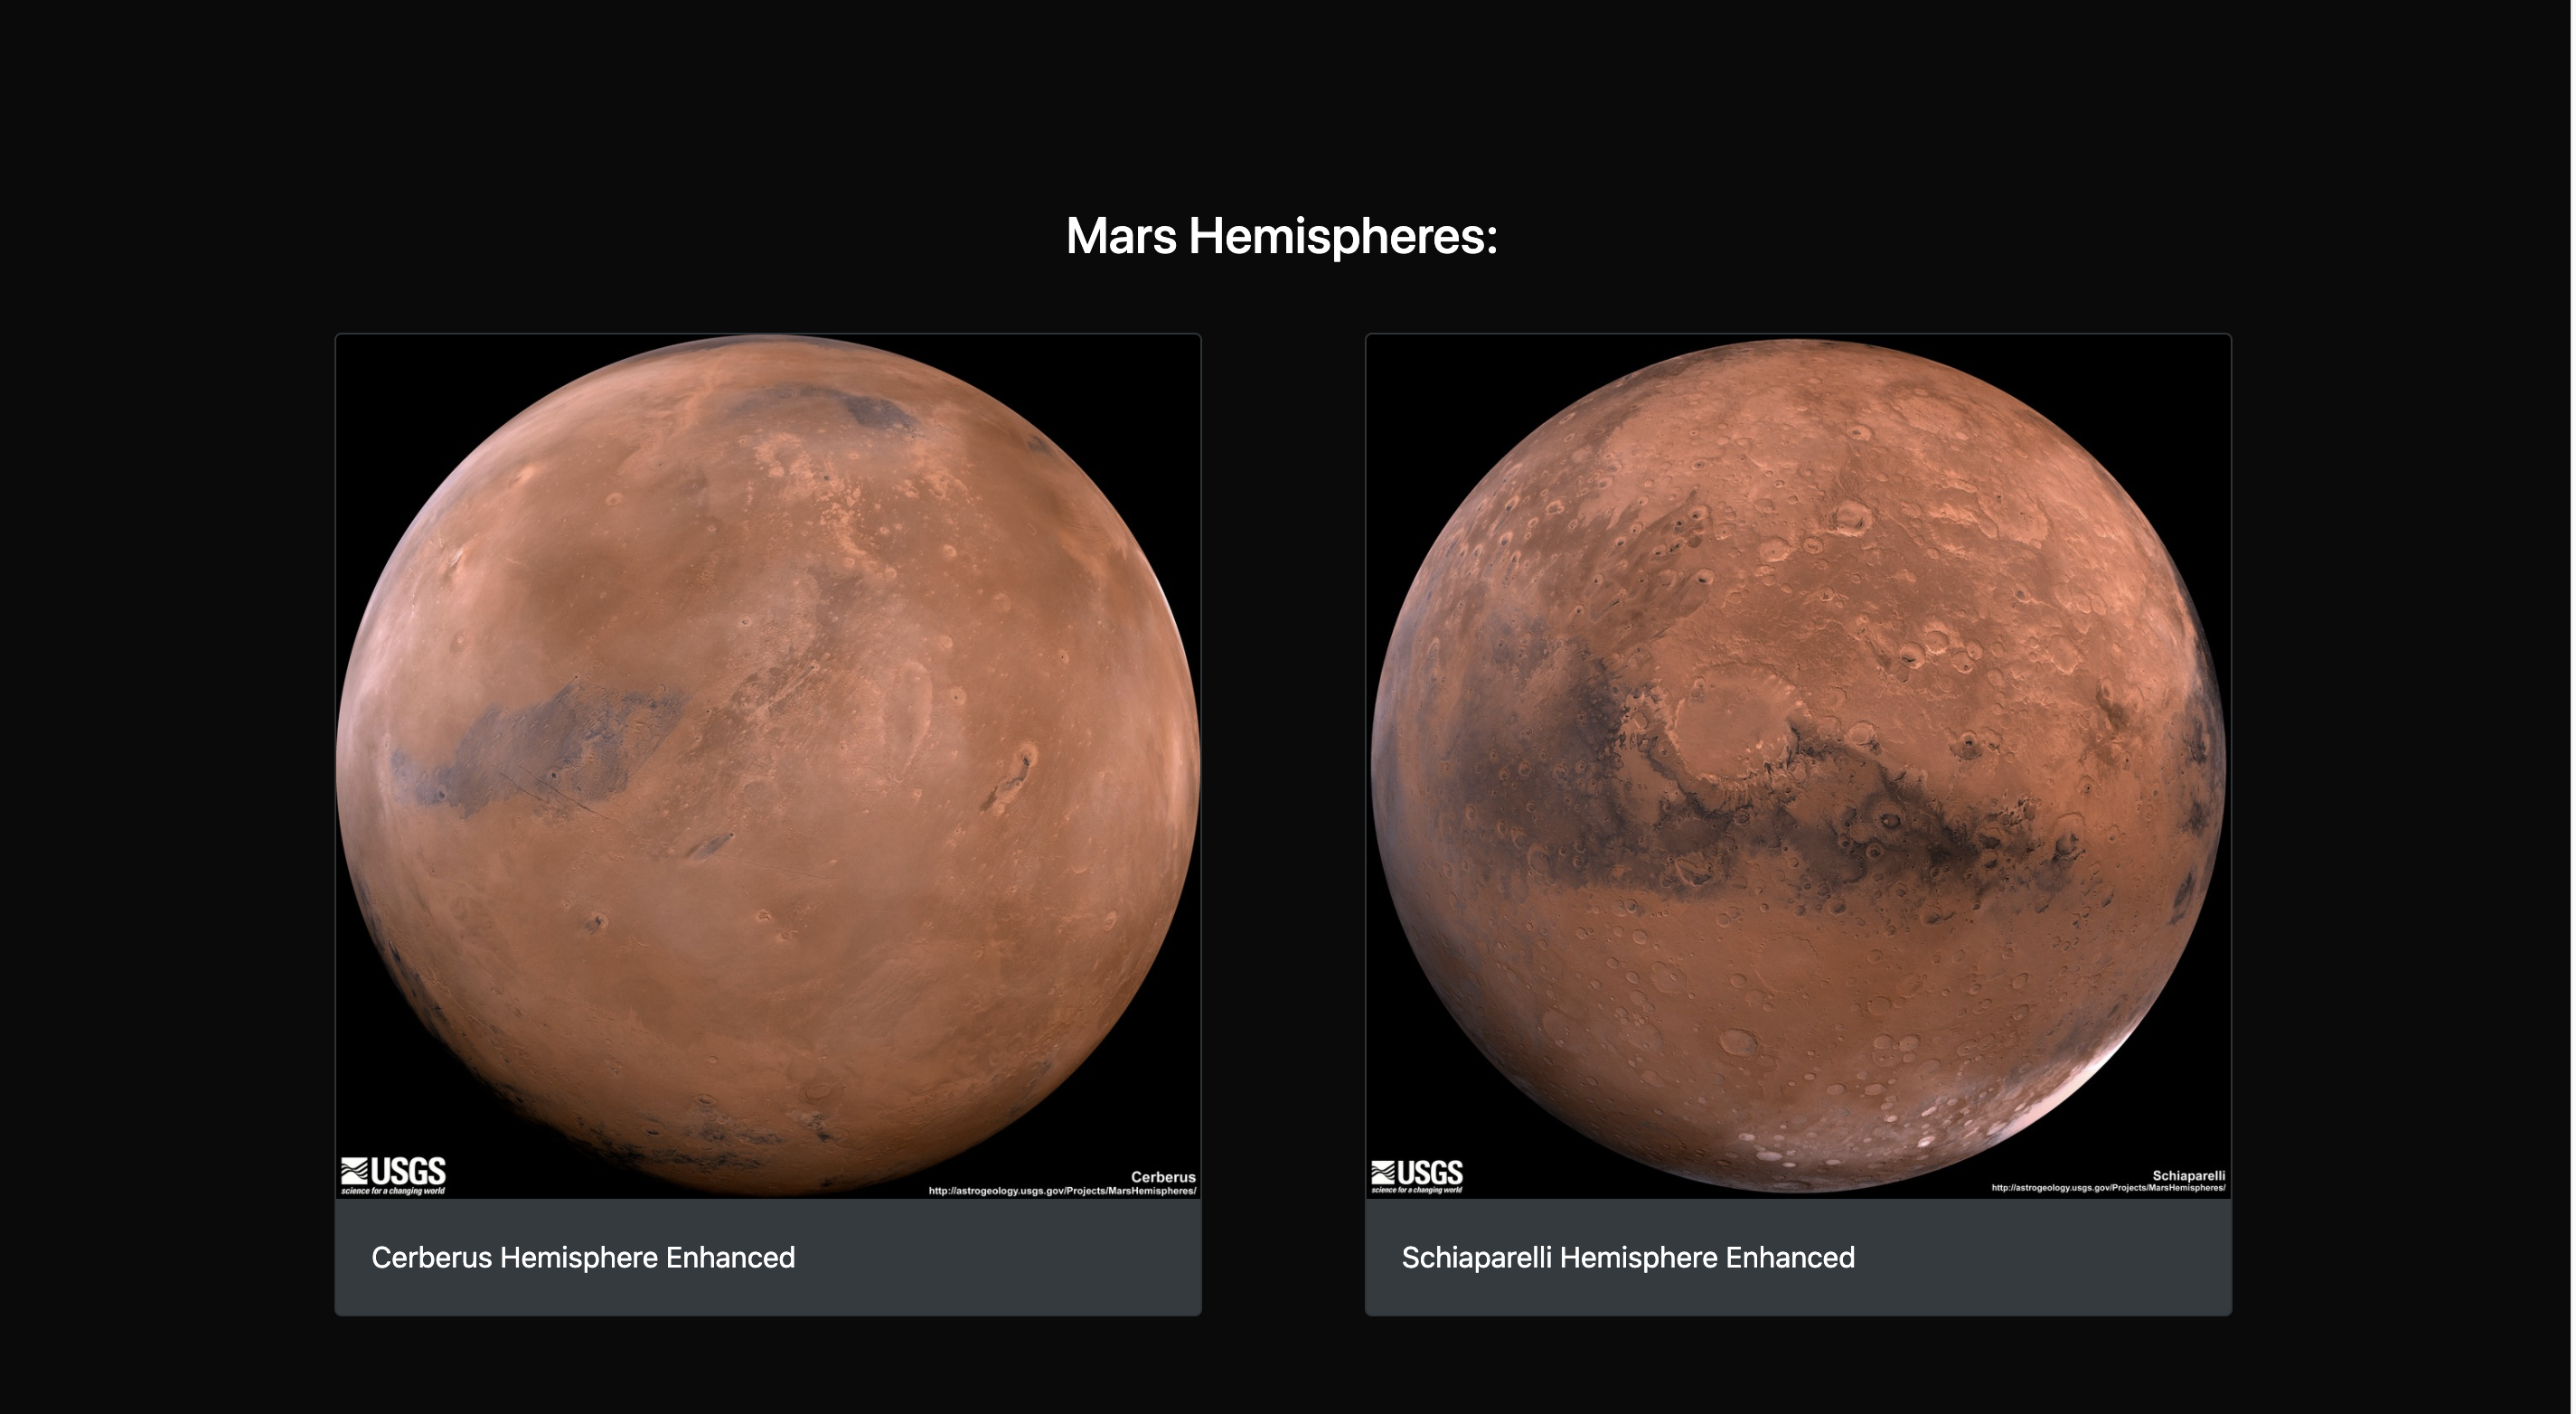 Mars Hemispheres:
USGS
science for a changing world
Cerberus
http://astrogeology.usgs.gov/Projects/MarsHemispheres/
Cerberus Hemisphere Enhanced
USGS
science for a changing world
Schiaparelli
http://astrogeology.usgs.gov/Projects/MarsHemispheres/
Schiaparelli Hemisphere Enhanced